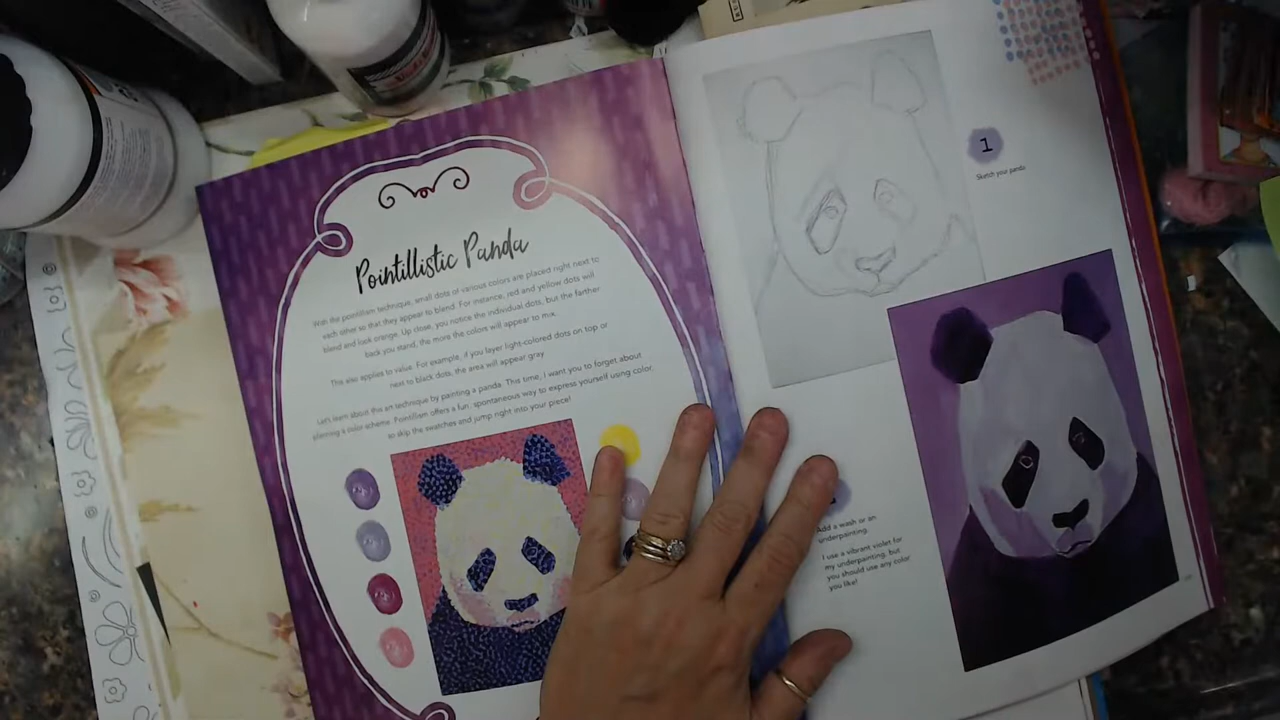 Pointillistic Panda
With the pointillism technique, small dots of various colors are placed right next to
each other so that they appear to blend. For instance, red and yellow dots will
blend and look orange. Up close, you notice the individual dots, but the farther
back you stand, the more the colors will appear to mix.
This also applies to value. For example, if you layer light-colored dots on top or
next to black dots, the area will appear gray.
Let's learn about this art technique by painting a panda. This time, I want you to forget about
planning a color scheme. Pointillism offers a fun, spontaneous way to express yourself using color,
so skip the swatches and jump right into your piece!
1
Sketch your panda.
Add a wash or an
underpainting.
I use a vibrant violet for
my underpainting, but
you should use any color
you like!